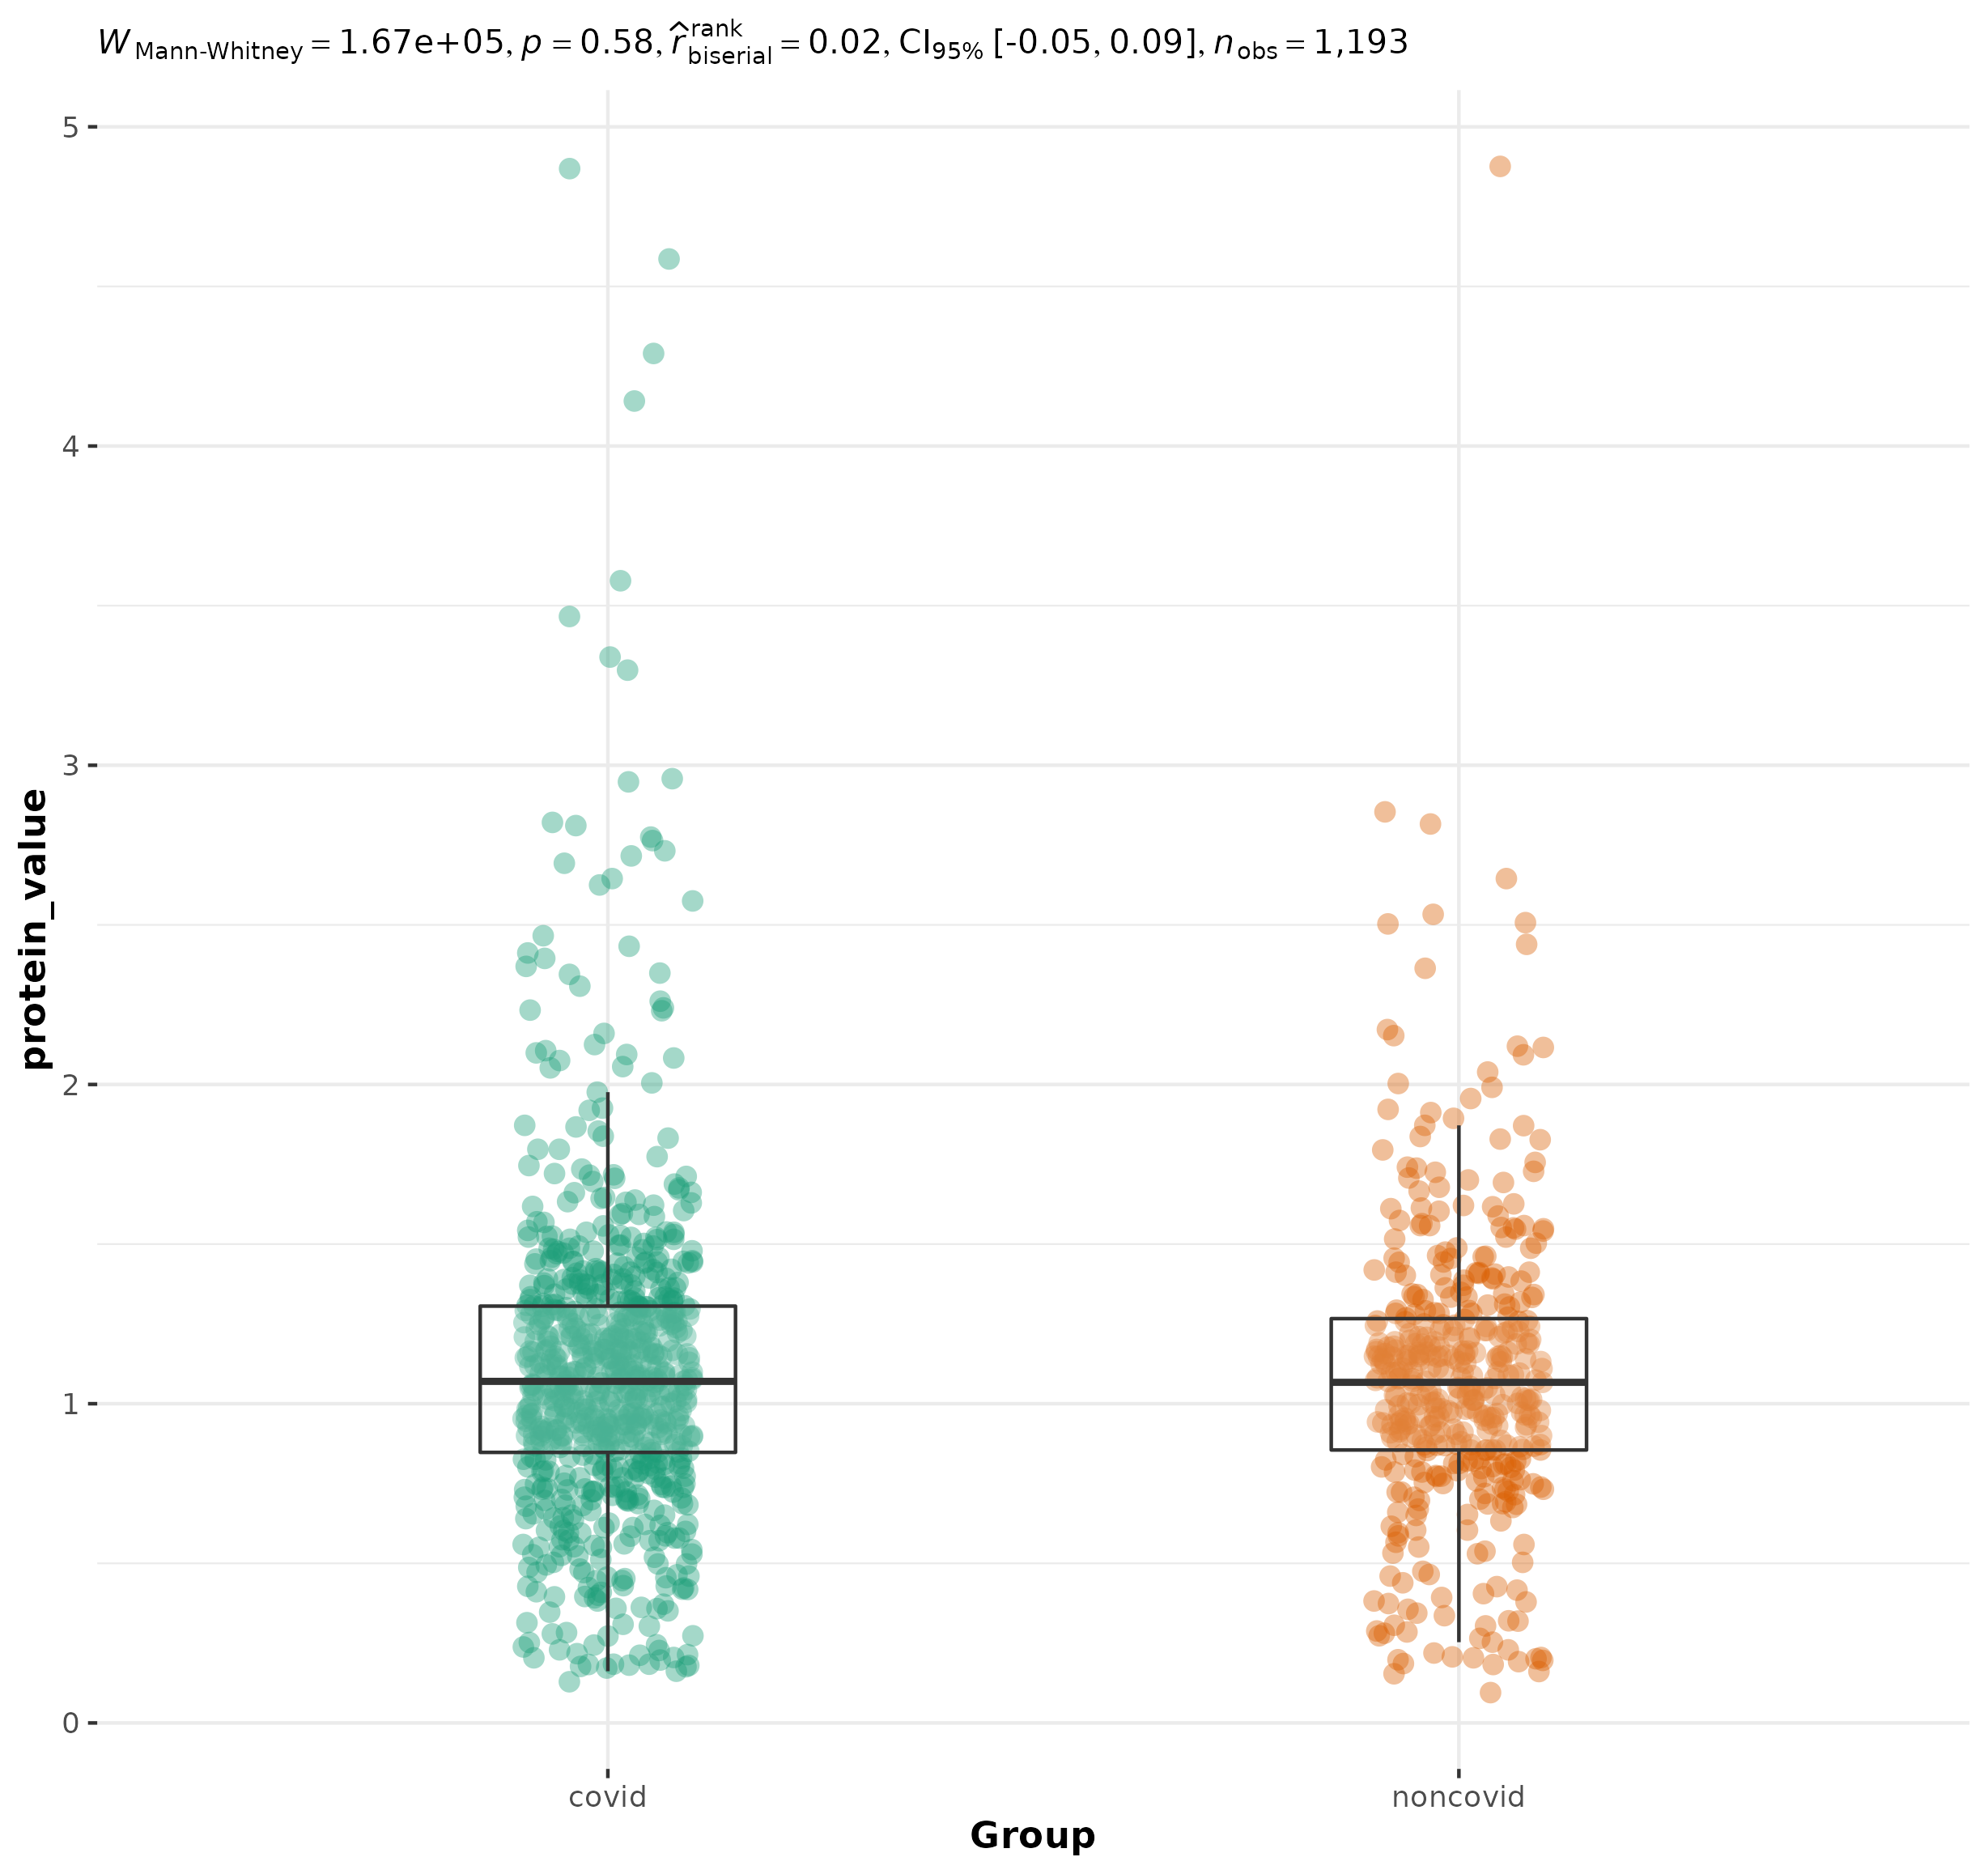 W Mann-Whitney = 1.67e+05, p = 0.58, r̂ rank biserial = 0.02, CI95% [-0.05, 0.09], n obs = 1,193
5
4
3
2
1
0
protein_value
covid noncovid
Group